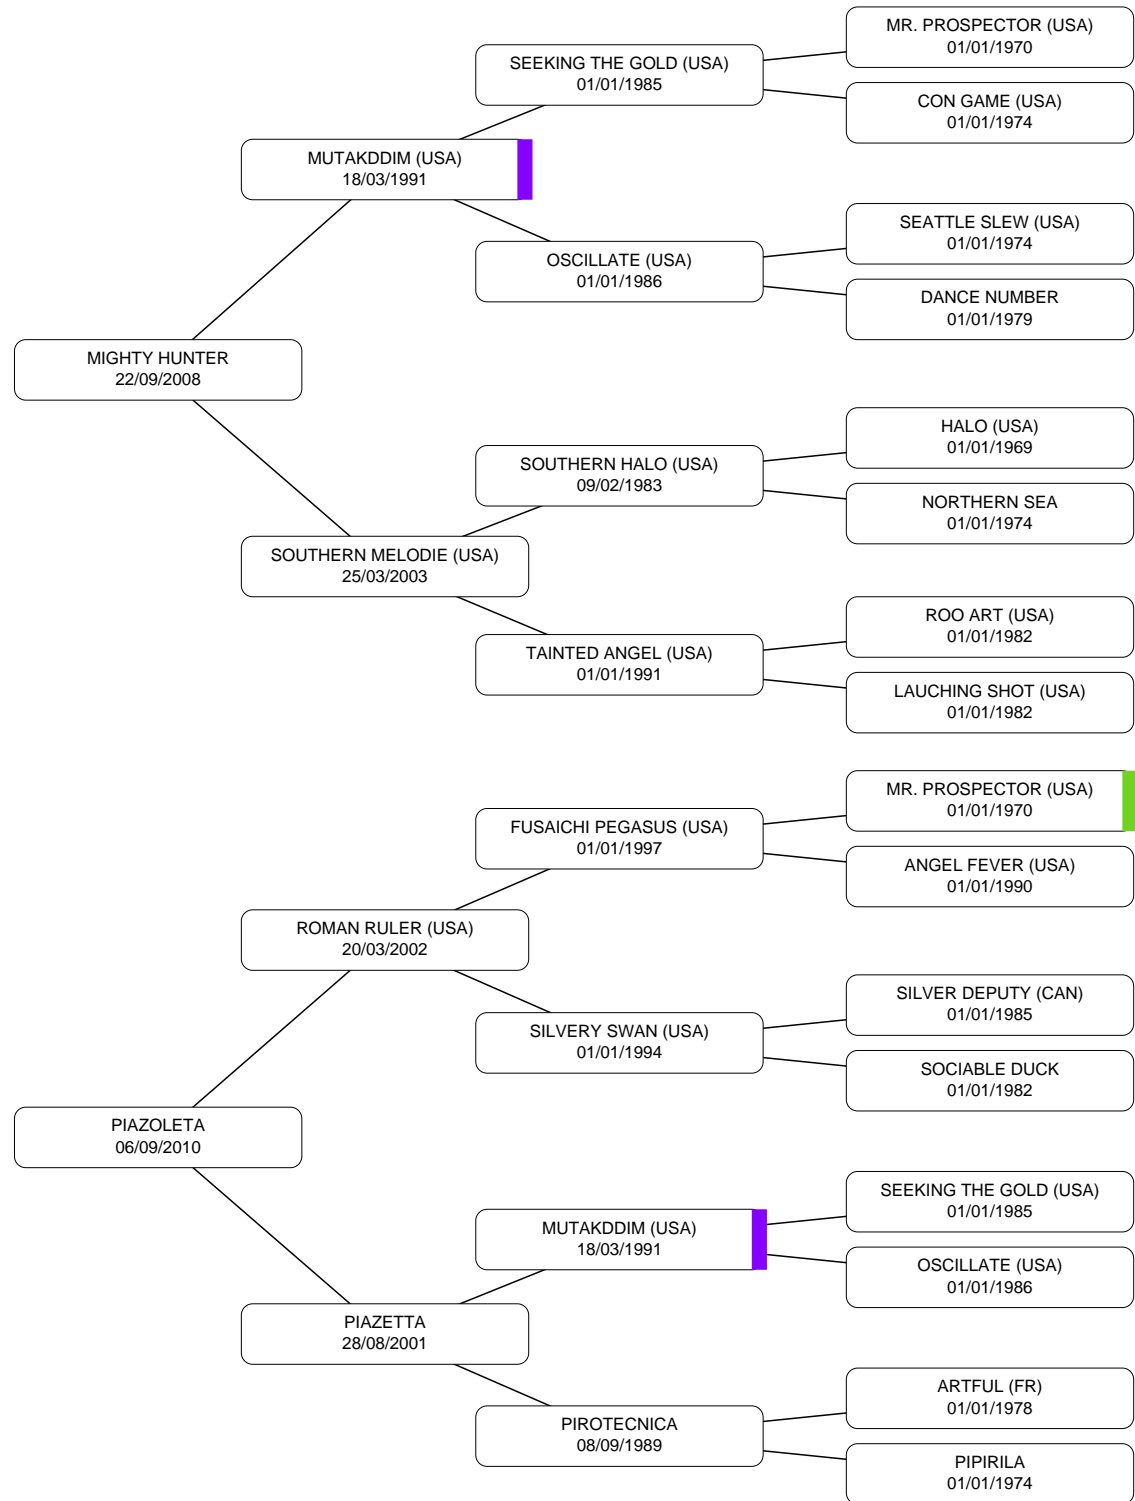 MR. PROSPECTOR (USA)
01/01/1970
SEEKING THE GOLD (USA)
01/01/1985
CON GAME (USA)
01/01/1974
MUTAKDDIM (USA)
18/03/1991
SEATTLE SLEW (USA)
01/01/1974
OSCILLATE (USA)
01/01/1986
DANCE NUMBER
01/01/1979
MIGHTY HUNTER
22/09/2008
HALO (USA)
01/01/1969
SOUTHERN HALO (USA)
09/02/1983
NORTHERN SEA
01/01/1974
SOUTHERN MELODIE (USA)
25/03/2003
ROO ART (USA)
01/01/1982
TAINTED ANGEL (USA)
01/01/1991
LAUCHING SHOT (USA)
01/01/1982
MR. PROSPECTOR (USA)
01/01/1970
FUSAICHI PEGASUS (USA)
01/01/1997
ANGEL FEVER (USA)
01/01/1990
ROMAN RULER (USA)
20/03/2002
SILVER DEPUTY (CAN)
01/01/1985
SILVERY SWAN (USA)
01/01/1994
SOCIABLE DUCK
01/01/1982
PIAZOLETA
06/09/2010
SEEKING THE GOLD (USA)
01/01/1985
MUTAKDDIM (USA)
18/03/1991
OSCILLATE (USA)
01/01/1986
PIAZETTA
28/08/2001
ARTFUL (FR)
01/01/1978
PIROTECNICA
08/09/1989
PIPIRILA
01/01/1974